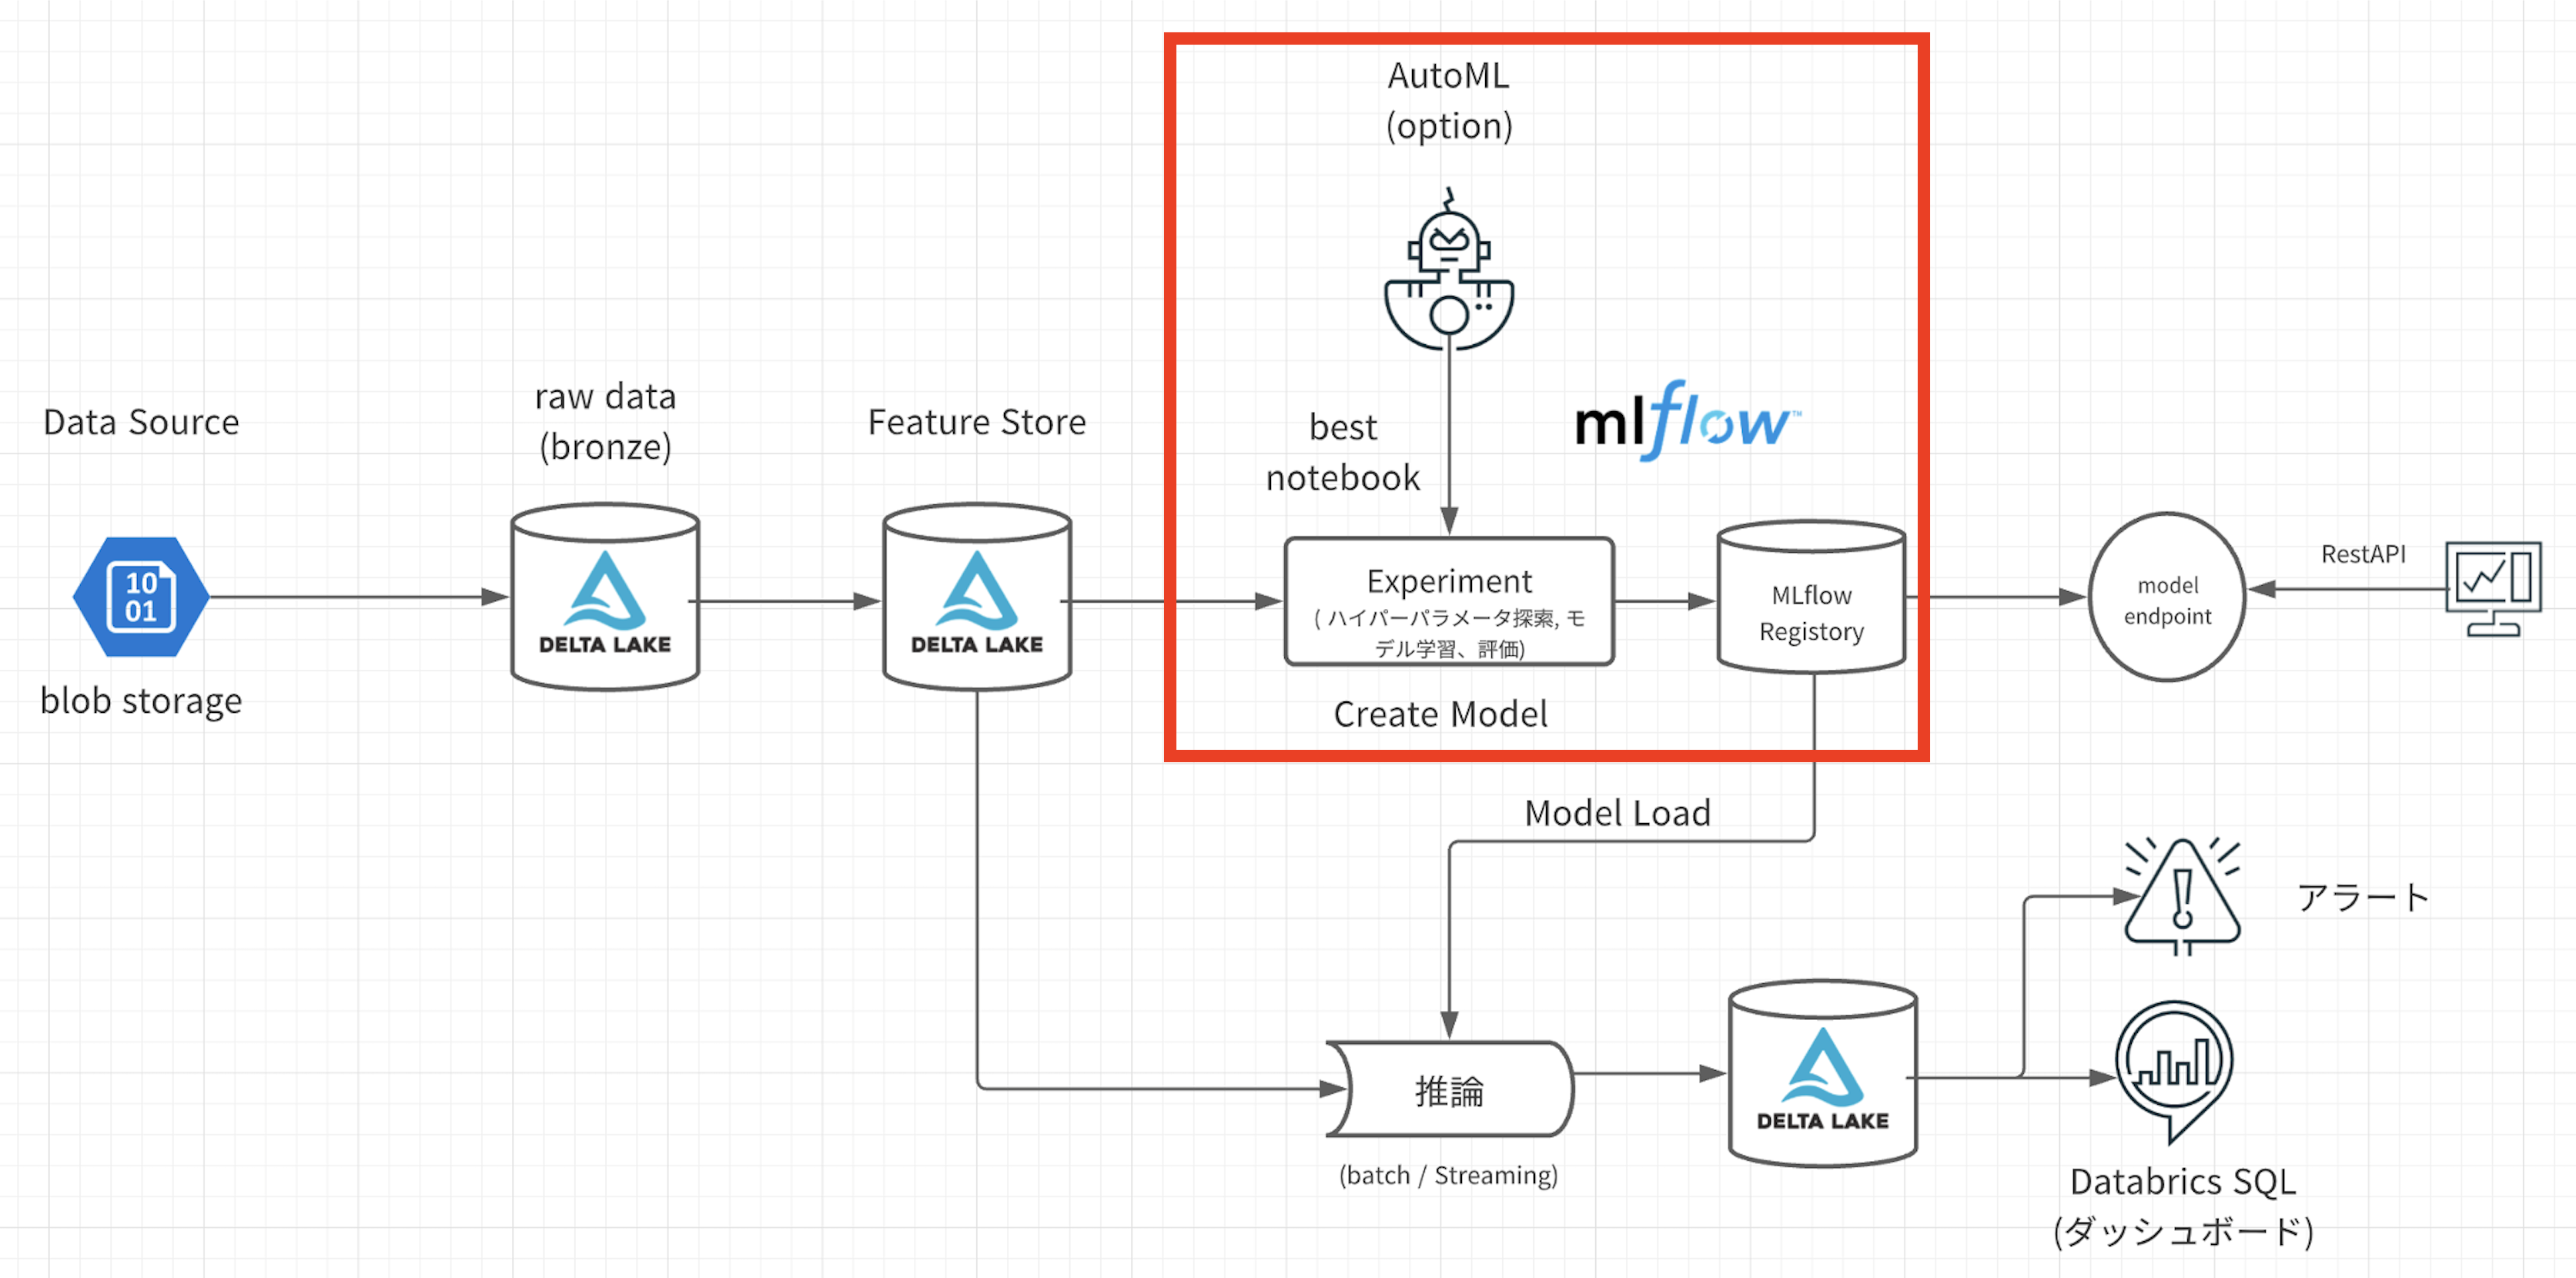 AutoML
(option)
Data Source
raw data
(bronze)
Feature Store
best
notebook
mlflow™
10
01
DELTA LAKE
DELTA LAKE
Experiment
( ハイパーパラメータ探索, モ
デル学習、評価)
MLflow
Registory
model
endpoint
RestAPI
blob storage
Create Model
Model Load
アラート
推論
DELTA LAKE
(batch / Streaming)
Databrics SQL
(ダッシュボード)